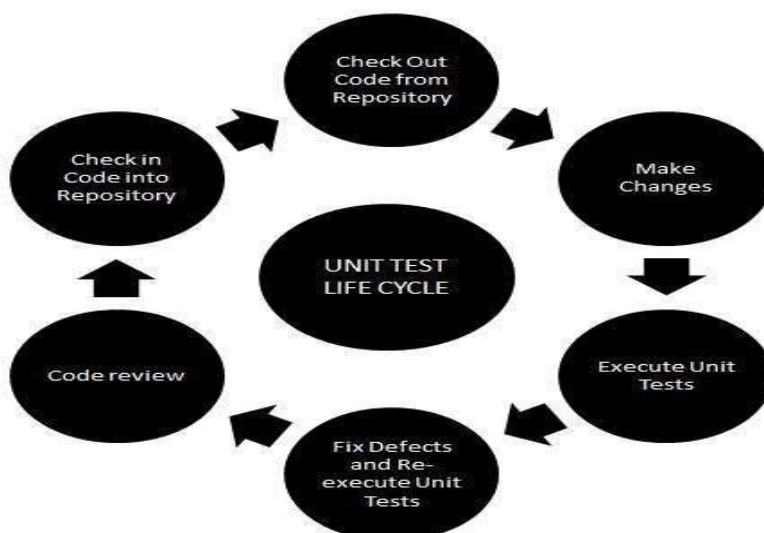 Check Out
Code from
Repository
Make
Changes
Execute Unit
Tests
Fix Defects
and Re-
execute Unit
Tests
Code review
Check in
Code into
Repository
UNIT TEST
LIFE CYCLE